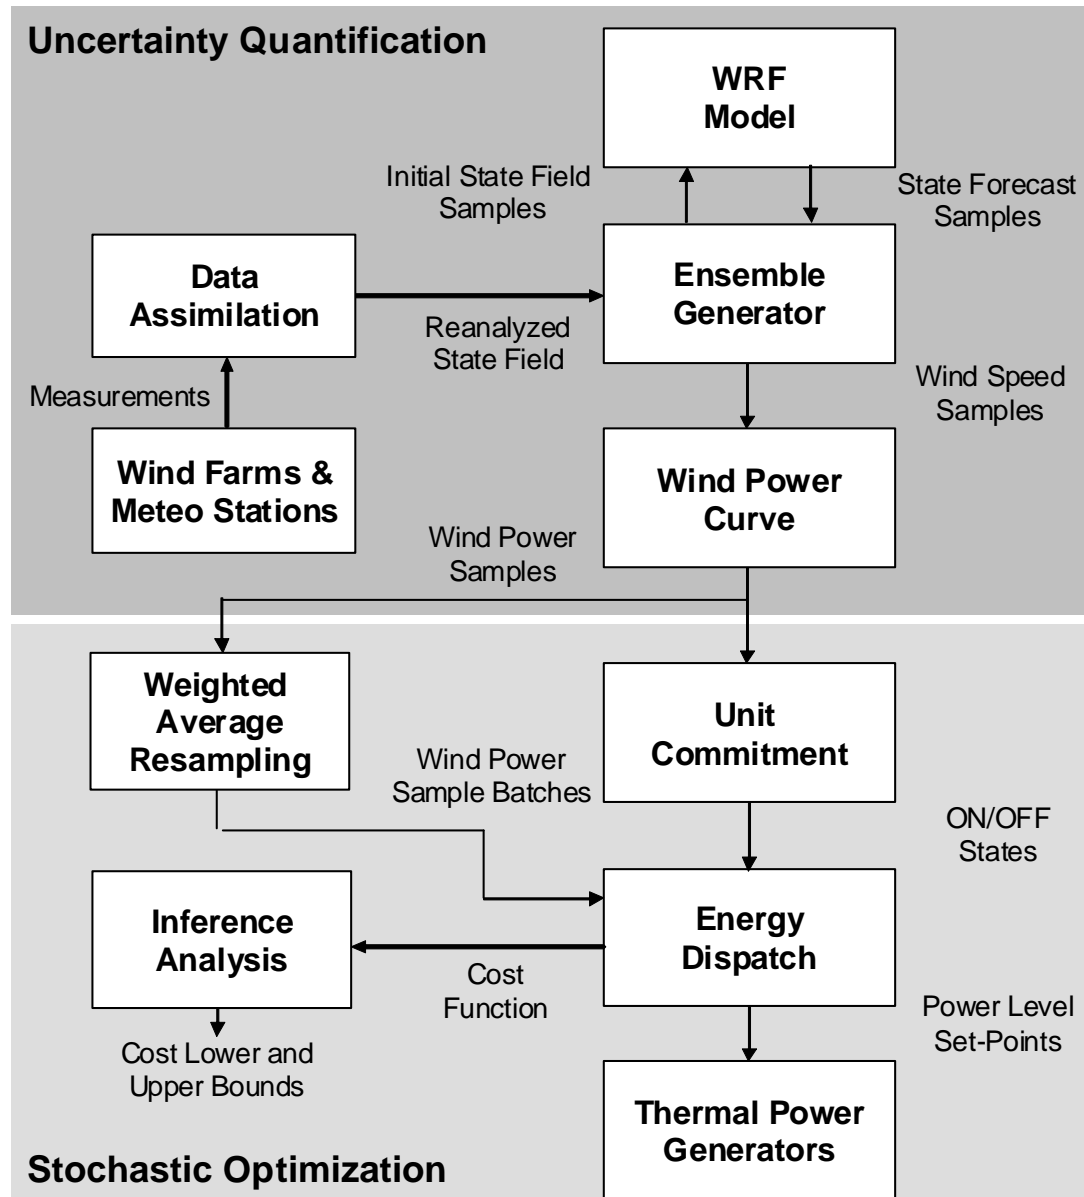 Uncertainty Quantification
WRF
Model
Initial State Field
Samples
State Forecast
Samples
Data
Assimilation
Ensemble
Generator
Reanalyzed
State Field
Measurements
Wind Speed
Samples
Wind Farms &
Meteo Stations
Wind Power
Curve
Wind Power
Samples
Weighted
Average
Resampling
Unit
Commitment
Wind Power
Sample Batches
ON/OFF
States
Inference
Analysis
Energy
Dispatch
Cost
Function
Power Level
Set-Points
Cost Lower and
Upper Bounds
Thermal Power
Generators
Stochastic Optimization